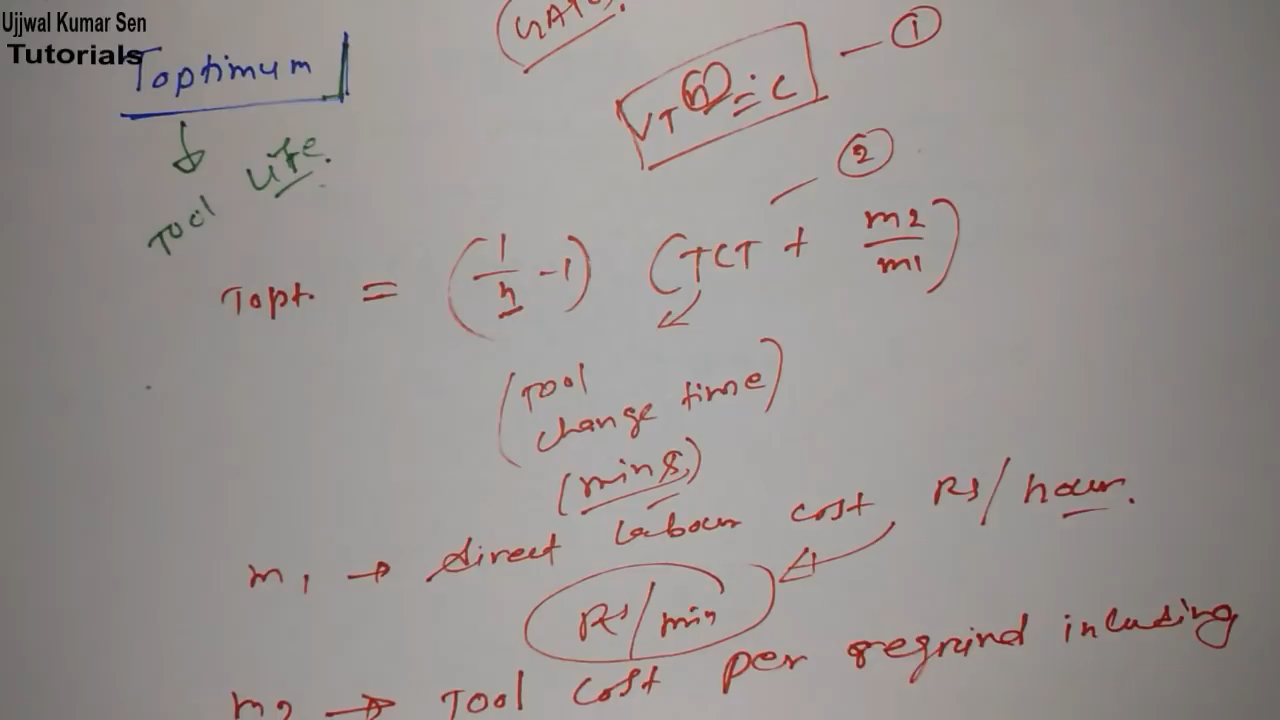 Ujjwal Kumar Sen
Tutorials
GATE.
Toptimum
Tool Life.
VTⁿ = C — ①
Topt. = (1/n - 1) (TCT + m2/m1) — ②
(Tool
change time)
(mins)
m1 → direct labour cost Rs/hour.
Rs/min
m2 → Tool cost per regrind including